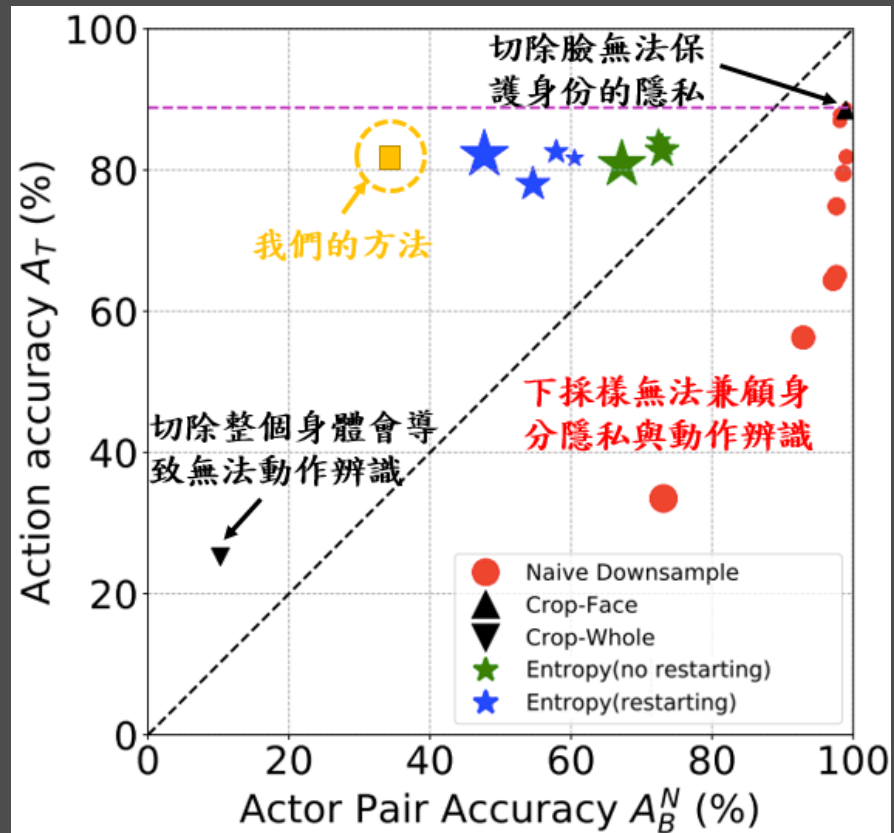 100
80
60
40
20
0
Action accuracy A_T (%)
切除臉無法保
護身份的隱私
我們的方法
下採樣無法兼顧身
分隱私與動作辨識
切除整個身體會導
致無法動作辨識
Naive Downsample
Crop-Face
Crop-Whole
Entropy(no restarting)
Entropy(restarting)
0 20 40 60 80 100
Actor Pair Accuracy A_B^N (%)